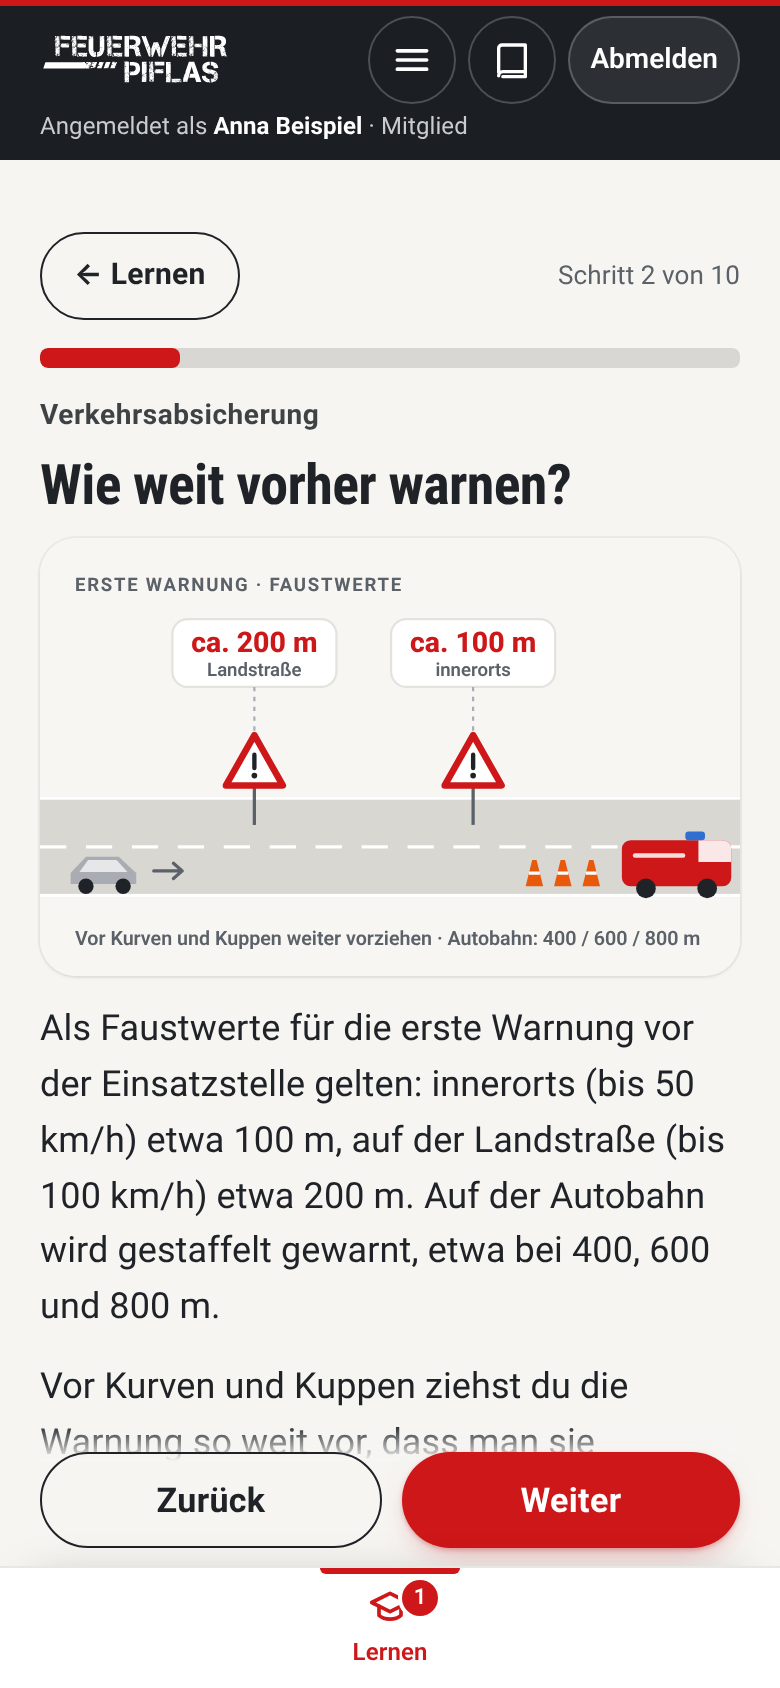 FEUERWEHR
PIFLAS
Abmelden
Angemeldet als Anna Beispiel · Mitglied
← Lernen
Schritt 2 von 10
Verkehrsabsicherung
Wie weit vorher warnen?
ERSTE WARNUNG · FAUSTWERTE
ca. 200 m
Landstraße
ca. 100 m
innerorts
Vor Kurven und Kuppen weiter vorziehen · Autobahn: 400 / 600 / 800 m
Als Faustwerte für die erste Warnung vor
der Einsatzstelle gelten: innerorts (bis 50
km/h) etwa 100 m, auf der Landstraße (bis
100 km/h) etwa 200 m. Auf der Autobahn
wird gestaffelt gewarnt, etwa bei 400, 600
und 800 m.
Vor Kurven und Kuppen ziehst du die
Warnung so weit vor, dass man sie
Zurück
Weiter
1
Lernen